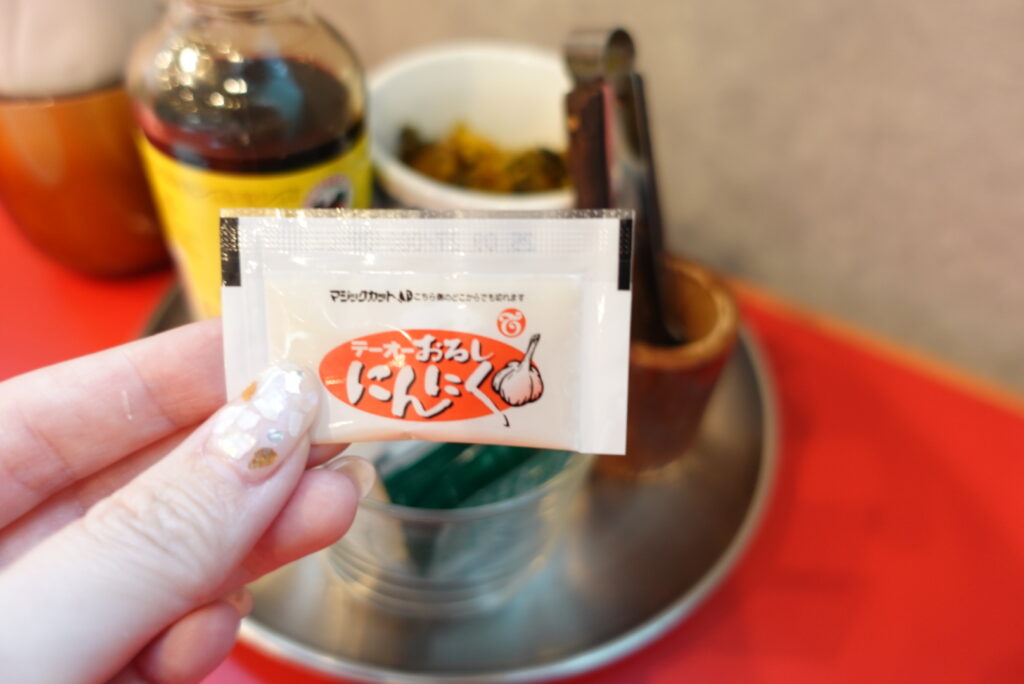 マジックカット こちら側のどこからでも切れます
テーオーおろし
にんにく